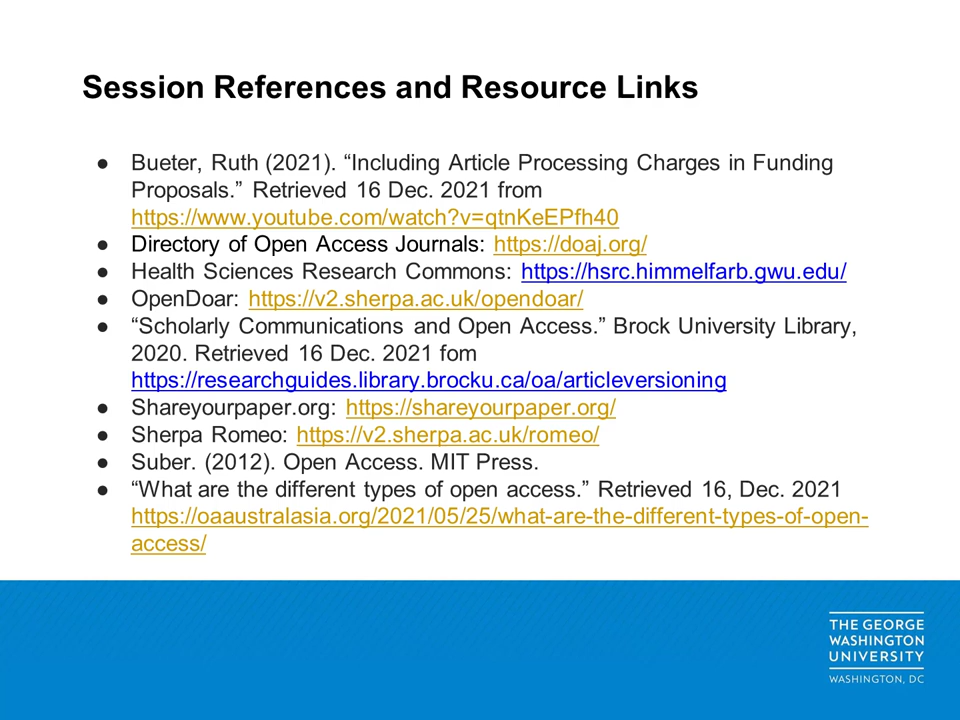 Session References and Resource Links
● Bueter, Ruth (2021). “Including Article Processing Charges in Funding
Proposals.” Retrieved 16 Dec. 2021 from
https://www.youtube.com/watch?v=qtnKeEPfh40
● Directory of Open Access Journals: https://doaj.org/
● Health Sciences Research Commons: https://hsrc.himmelfarb.gwu.edu/
● OpenDoar: https://v2.sherpa.ac.uk/opendoar/
● “Scholarly Communications and Open Access.” Brock University Library,
2020. Retrieved 16 Dec. 2021 fom
https://researchguides.library.brocku.ca/oa/articleversioning
● Shareyourpaper.org: https://shareyourpaper.org/
● Sherpa Romeo: https://v2.sherpa.ac.uk/romeo/
● Suber. (2012). Open Access. MIT Press.
● “What are the different types of open access.” Retrieved 16, Dec. 2021
https://oaaustralasia.org/2021/05/25/what-are-the-different-types-of-open-
access/
THE GEORGE
WASHINGTON
UNIVERSITY
WASHINGTON, DC